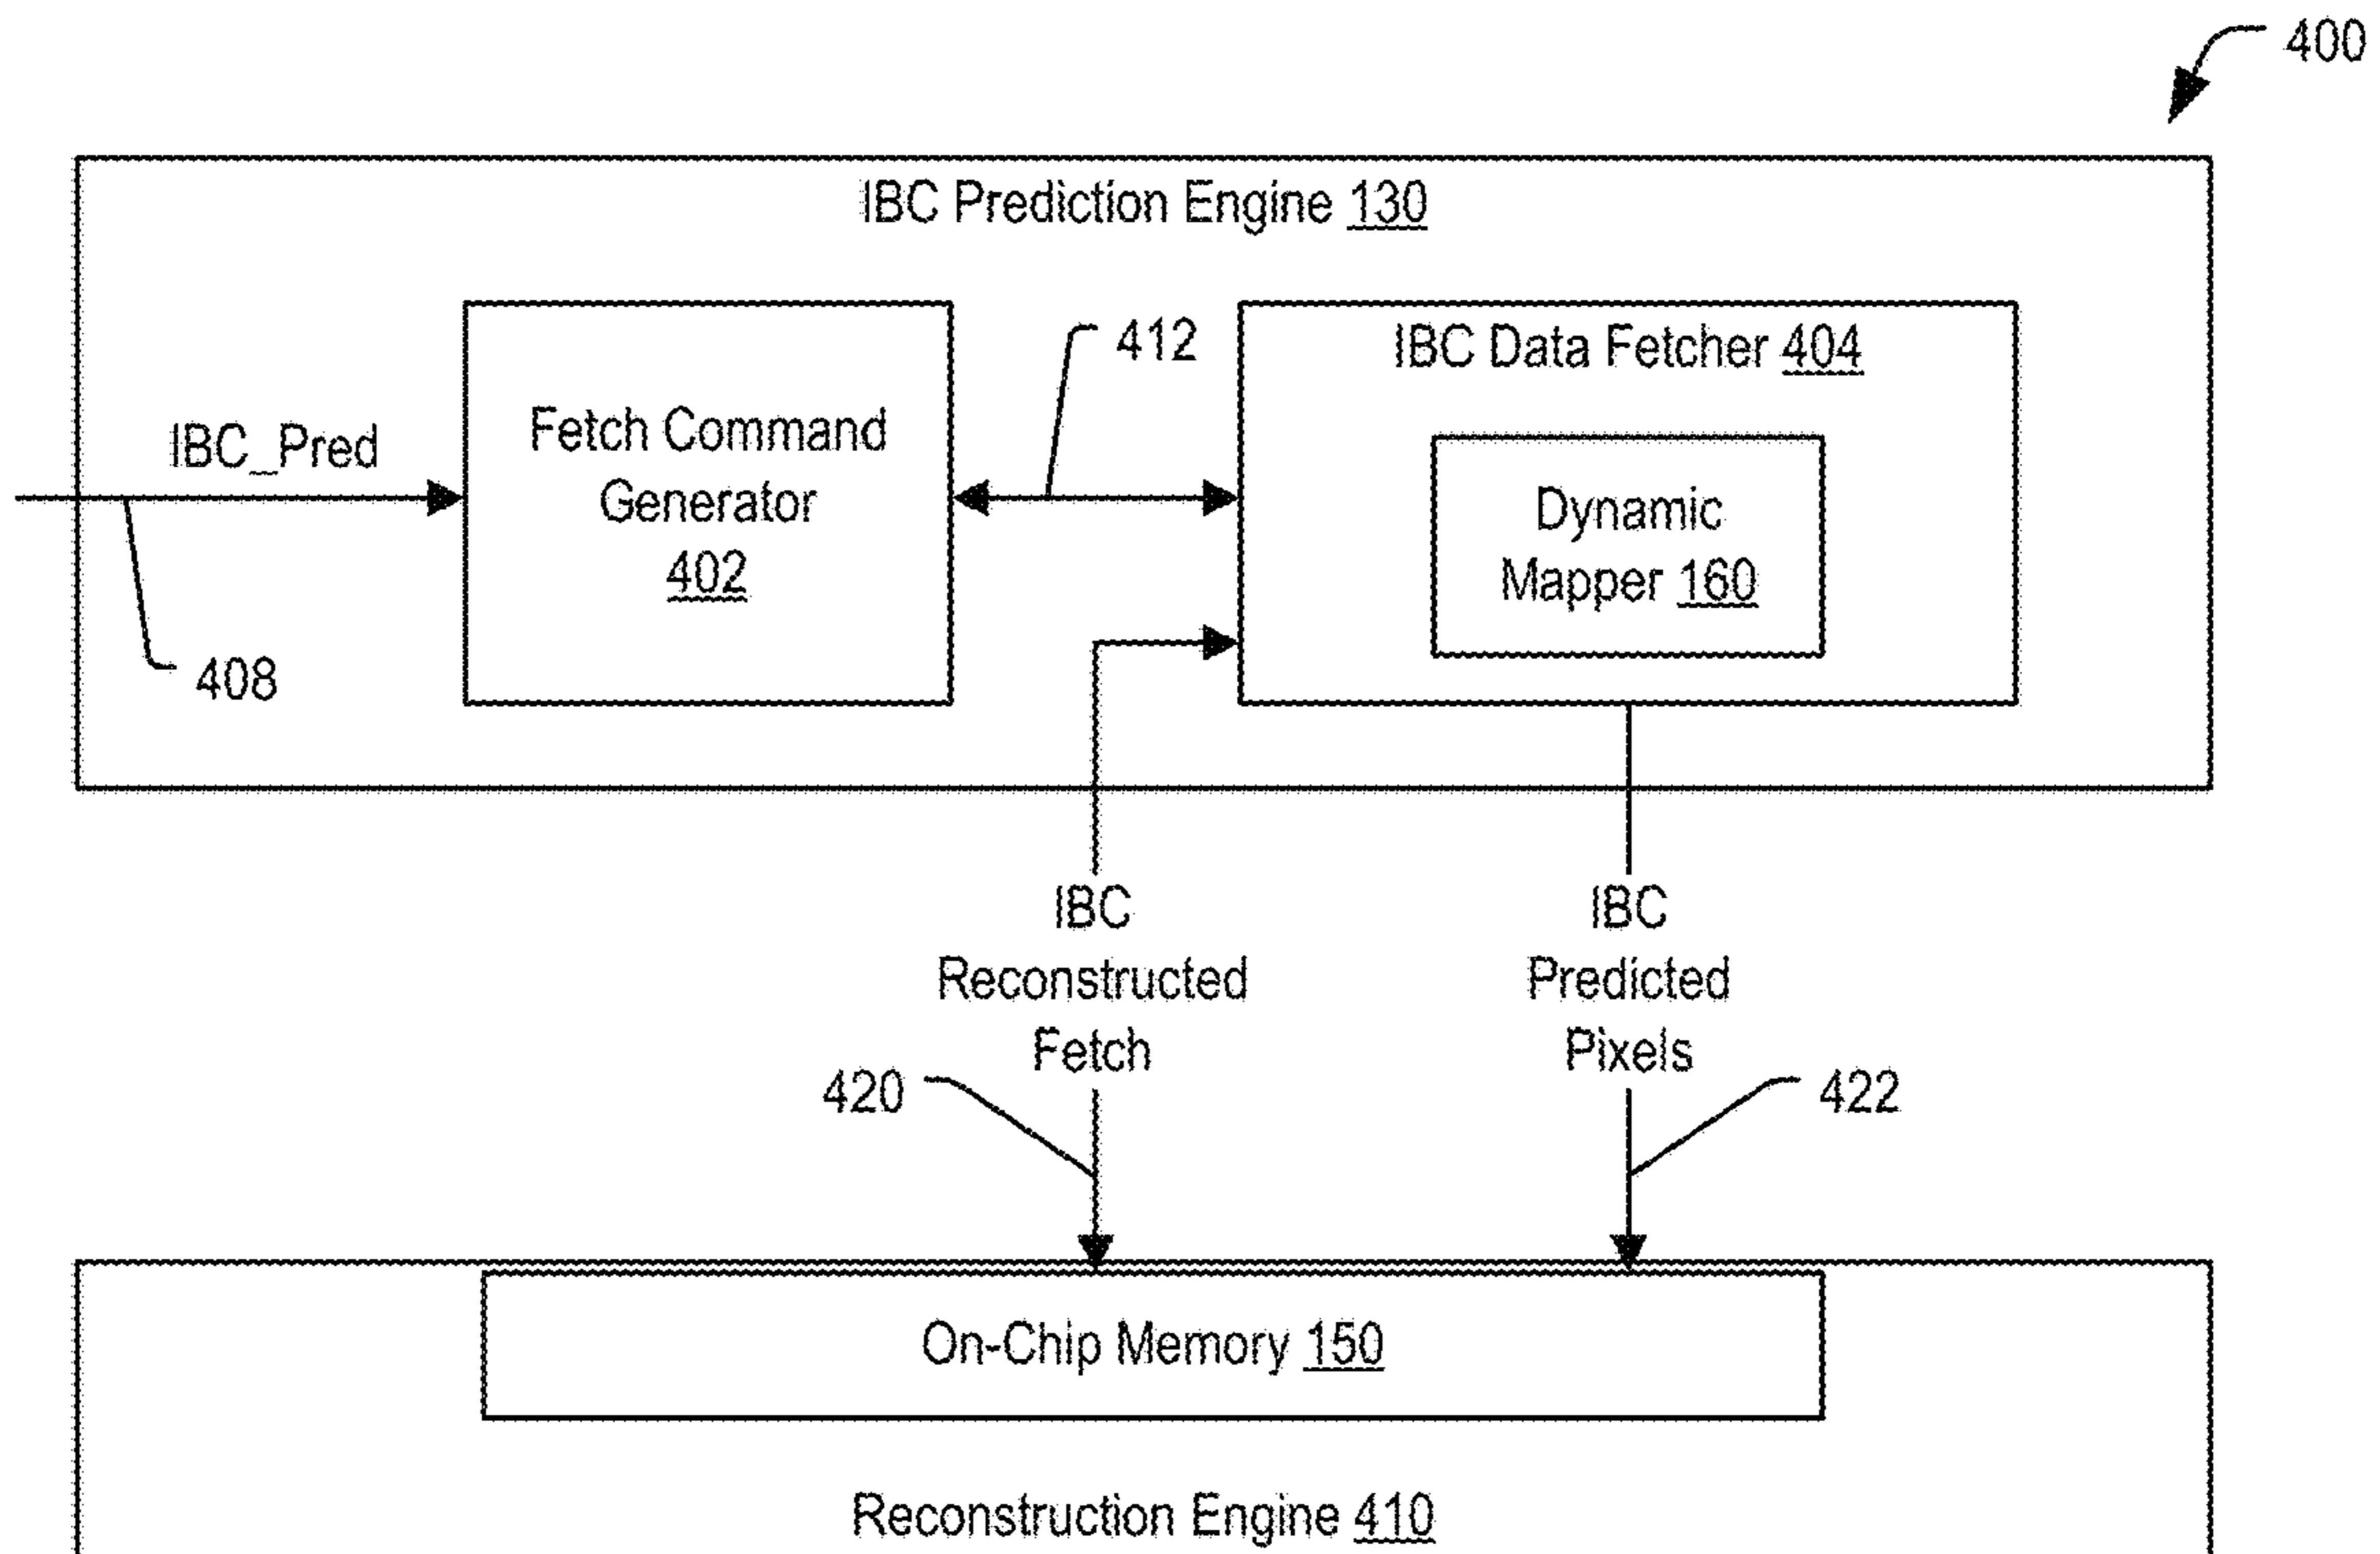 400
IBC Prediction Engine 130
IBC_Pred
408
Fetch Command
Generator
402
412
IBC Data Fetcher 404
Dynamic
Mapper 160
IBC
Reconstructed
Fetch
420
IBC
Predicted
Pixels
422
On-Chip Memory 150
Reconstruction Engine 410